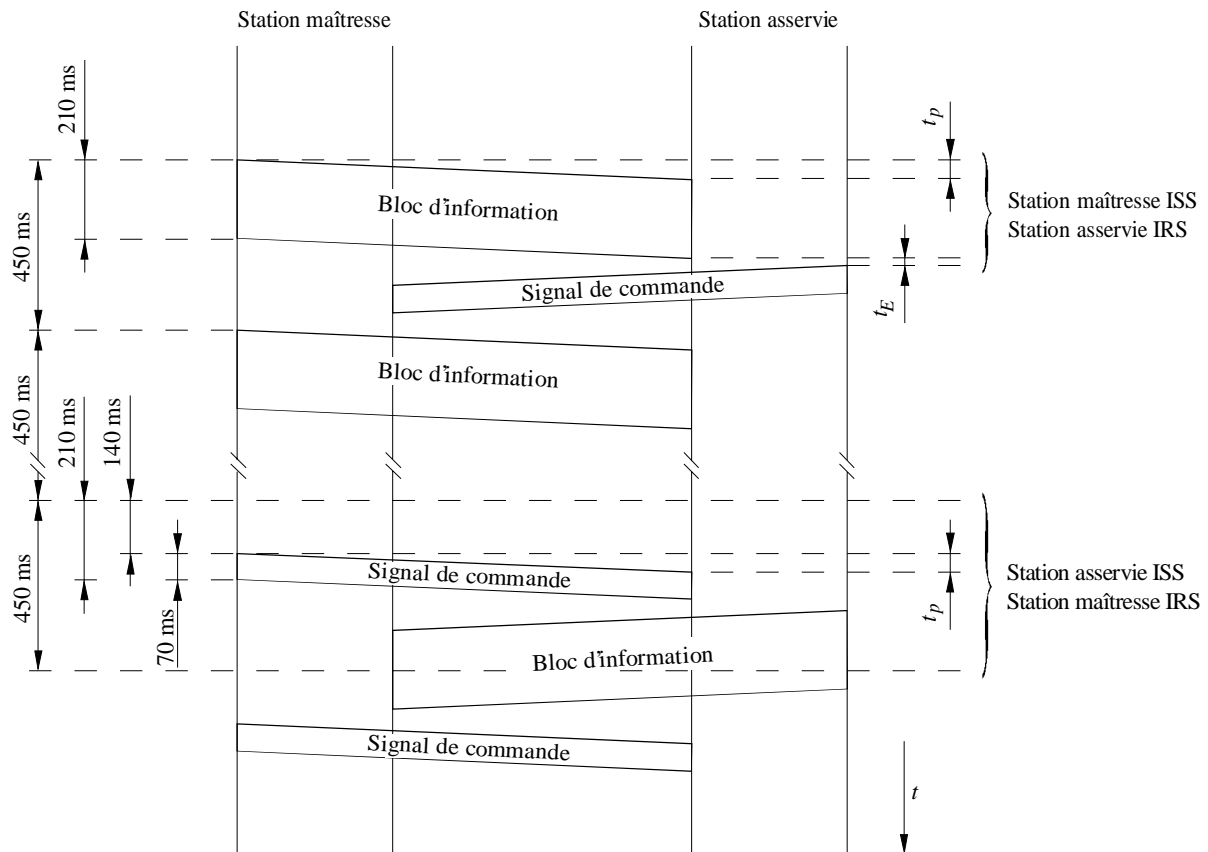 Station maîtresse
Station asservie
210 ms
t_p
Bloc d'information
Station maîtresse ISS
Station asservie IRS
450 ms
Signal de commande
t_E
Bloc d'information
450 ms
210 ms
140 ms
Signal de commande
450 ms
70 ms
t_p
Station asservie ISS
Station maîtresse IRS
Bloc d'information
Signal de commande
t